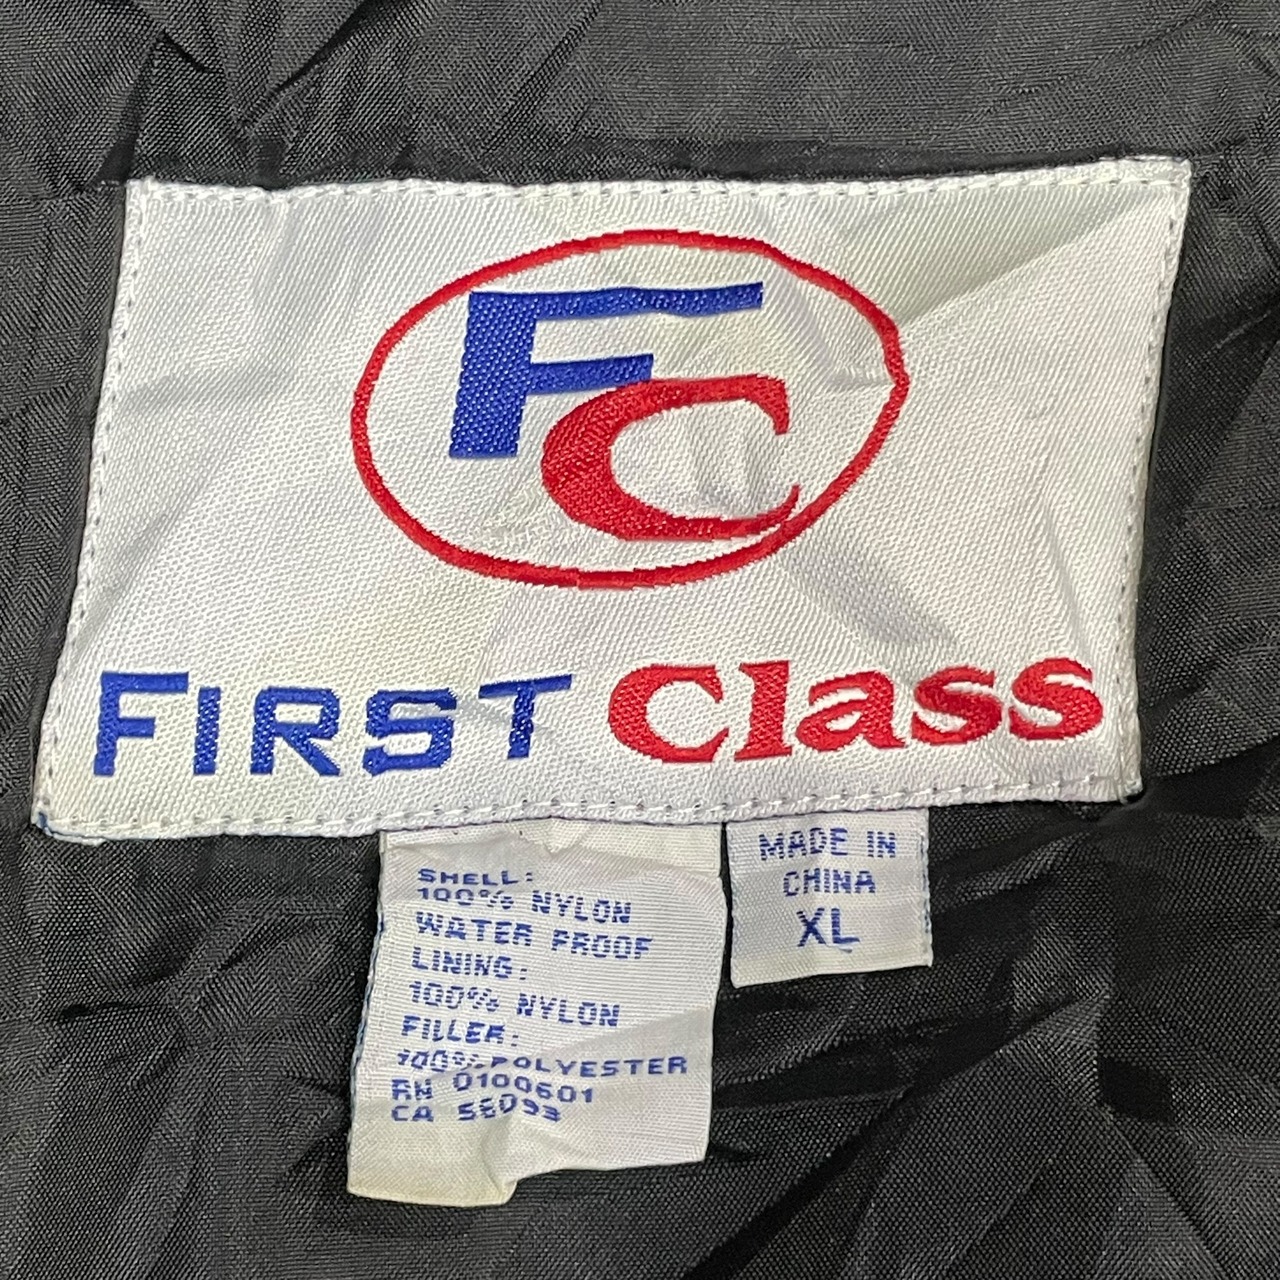 FC
FIRST Class
SHELL:
100% NYLON
WATER PROOF
LINING:
100% NYLON
FILLER:
100% POLYESTER
RN 0100601
CA 56093
MADE IN
CHINA
XL